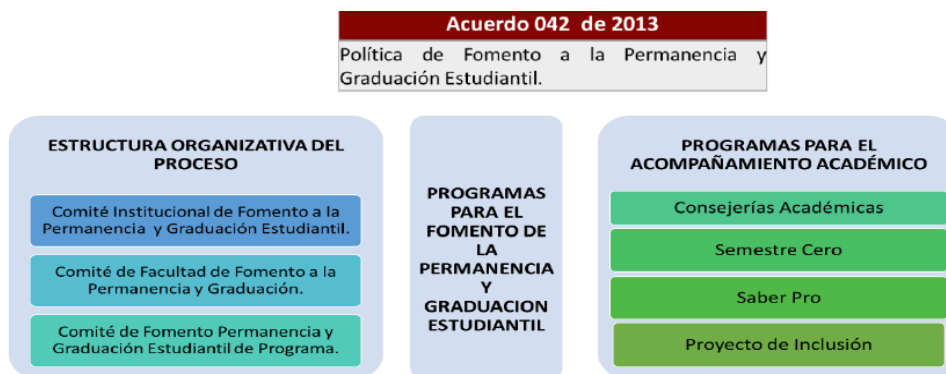 Acuerdo 042 de 2013
Política de Fomento a la Permanencia y
Graduación Estudiantil.
ESTRUCTURA ORGANIZATIVA DEL
PROCESO
Comité Institucional de Fomento a la
Permanencia y Graduación Estudiantil.
Comité de Facultad de Fomento a la
Permanencia y Graduación.
Comité de Fomento Permanencia y
Graduación Estudiantil de Programa.
PROGRAMAS
PARA EL
FOMENTO DE
LA
PERMANENCIA
Y
GRADUACION
ESTUDIANTIL
PROGRAMAS PARA EL
ACOMPAÑAMIENTO ACADÉMICO
Consejerías Académicas
Semestre Cero
Saber Pro
Proyecto de Inclusión